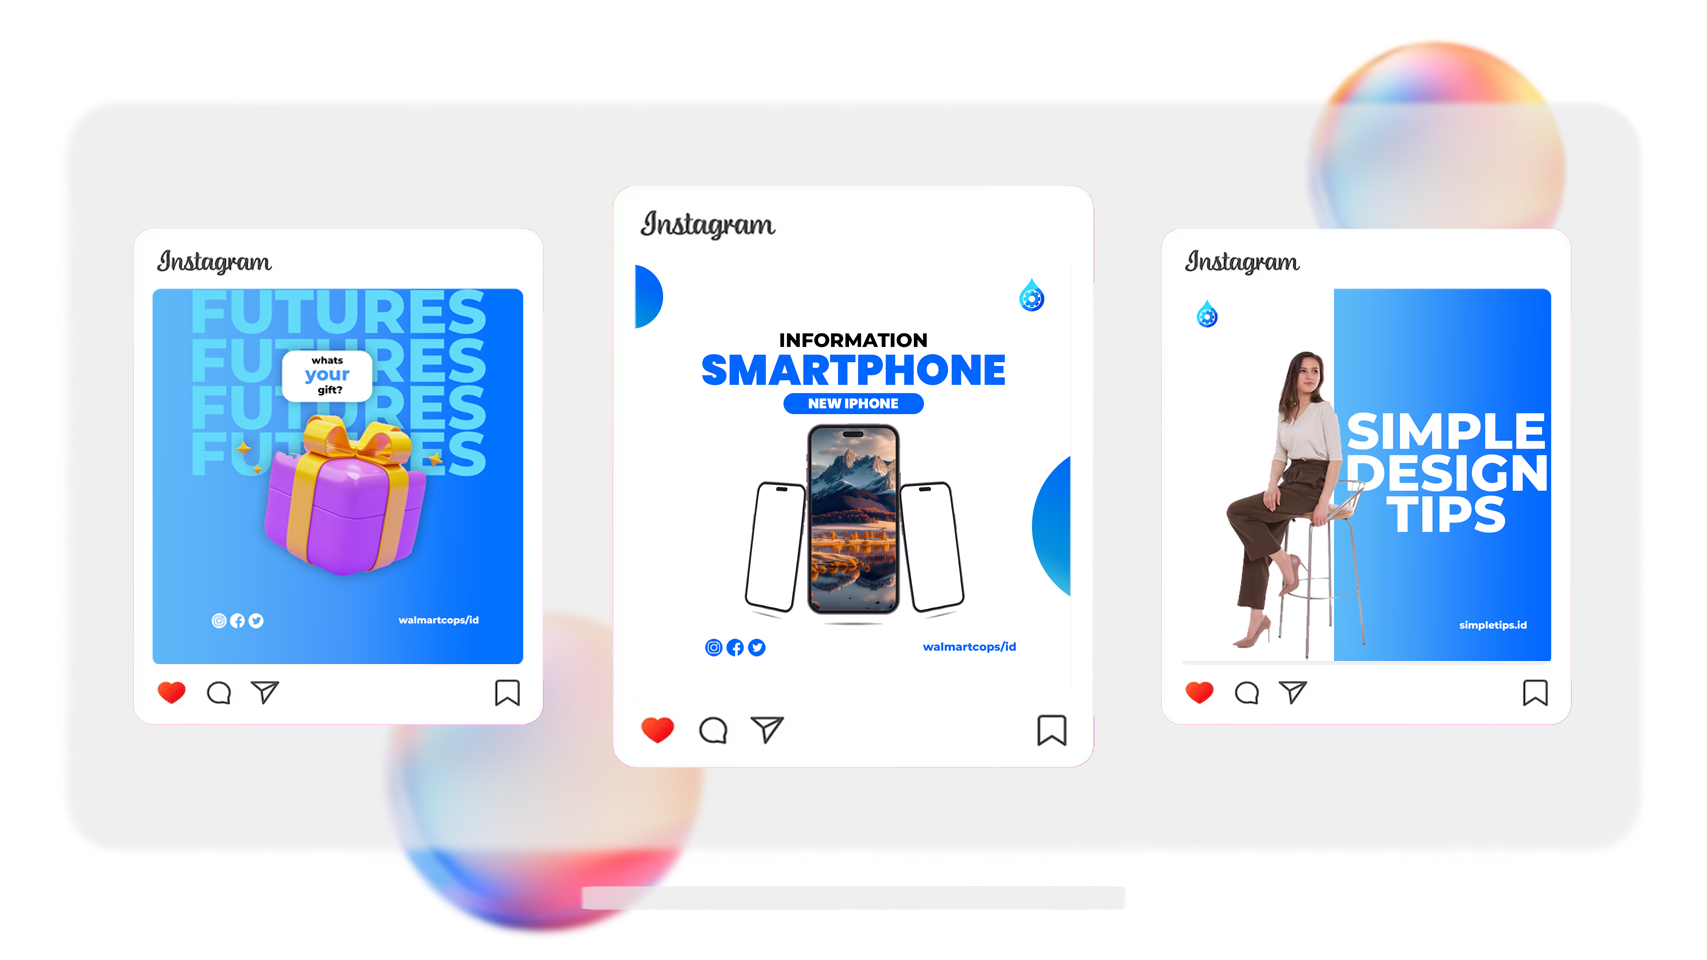 Instagram
FUTURES
FUTURES
FUTURES
FUTURES
whats
your
gift?
walmartcops/id
Instagram
INFORMATION
SMARTPHONE
NEW IPHONE
walmartcops/id
Instagram
SIMPLE
DESIGN
TIPS
simpletips.id